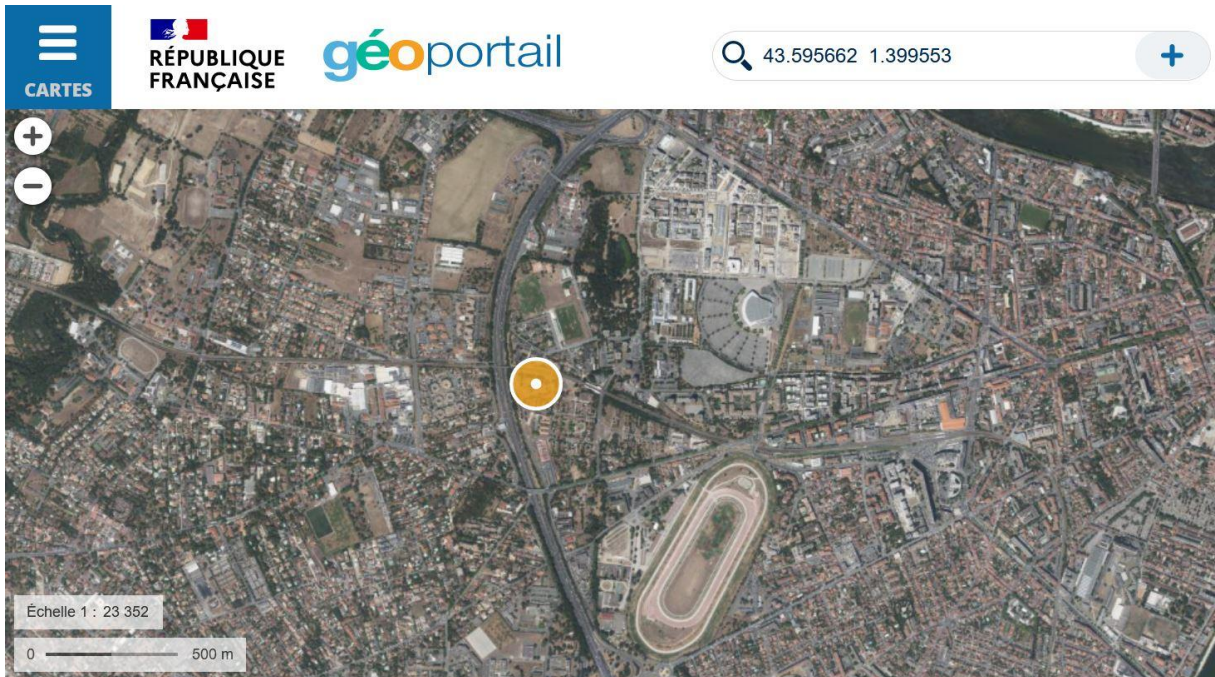 CARTES
RÉPUBLIQUE
FRANÇAISE
géoportail
43.595662 1.399553
+
+
−
Échelle 1 : 23 352
0 500 m